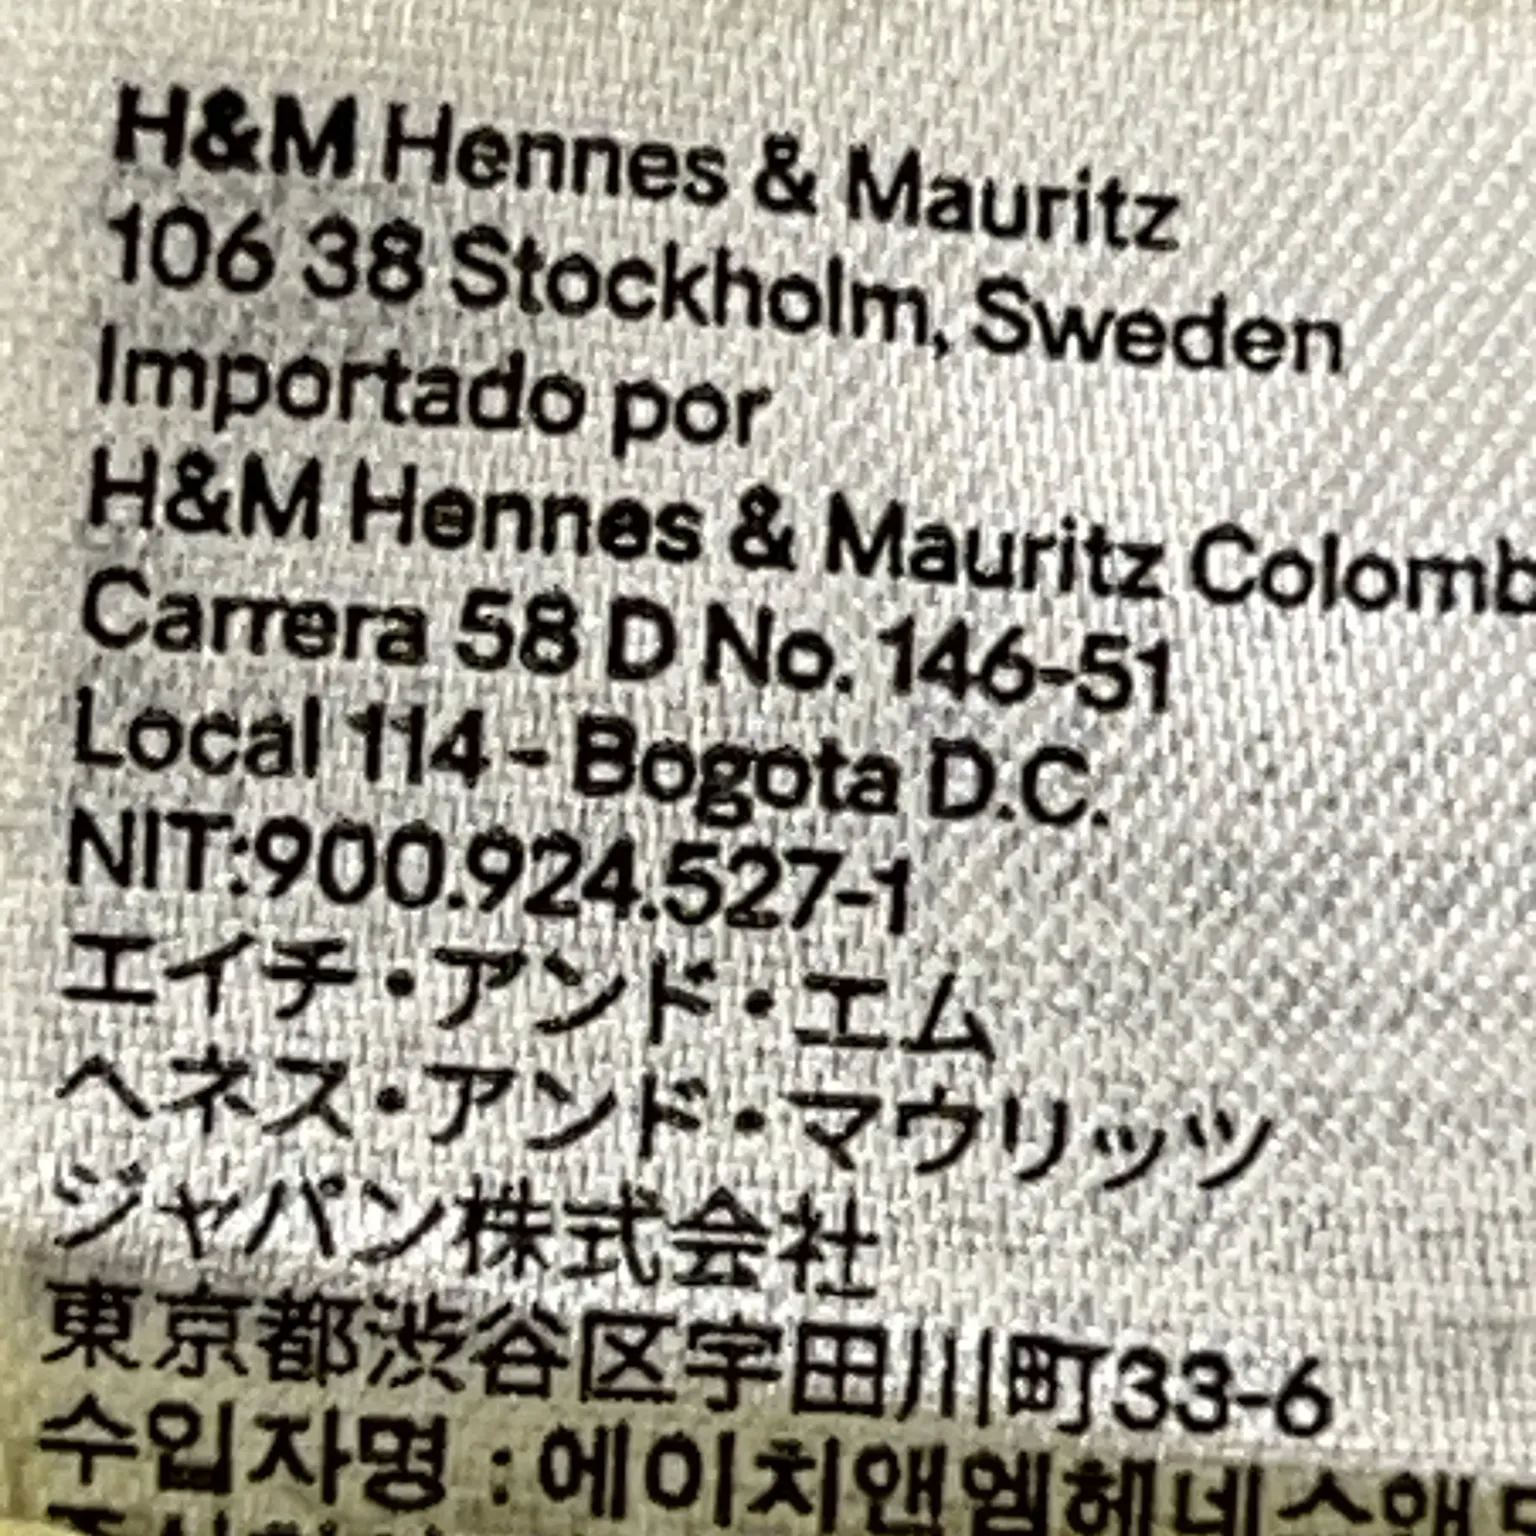 H&M Hennes & Mauritz
106 38 Stockholm, Sweden
Importado por
H&M Hennes & Mauritz Colomb
Carrera 58 D No. 146-51
Local 114 - Bogota D.C.
NIT:900.924.527-1
エイチ・アンド・エム
ヘネス・アンド・マウリッツ
ジャパン株式会社
東京都渋谷区宇田川町33-6
수입자명 : 에이치앤엠헤네스앤